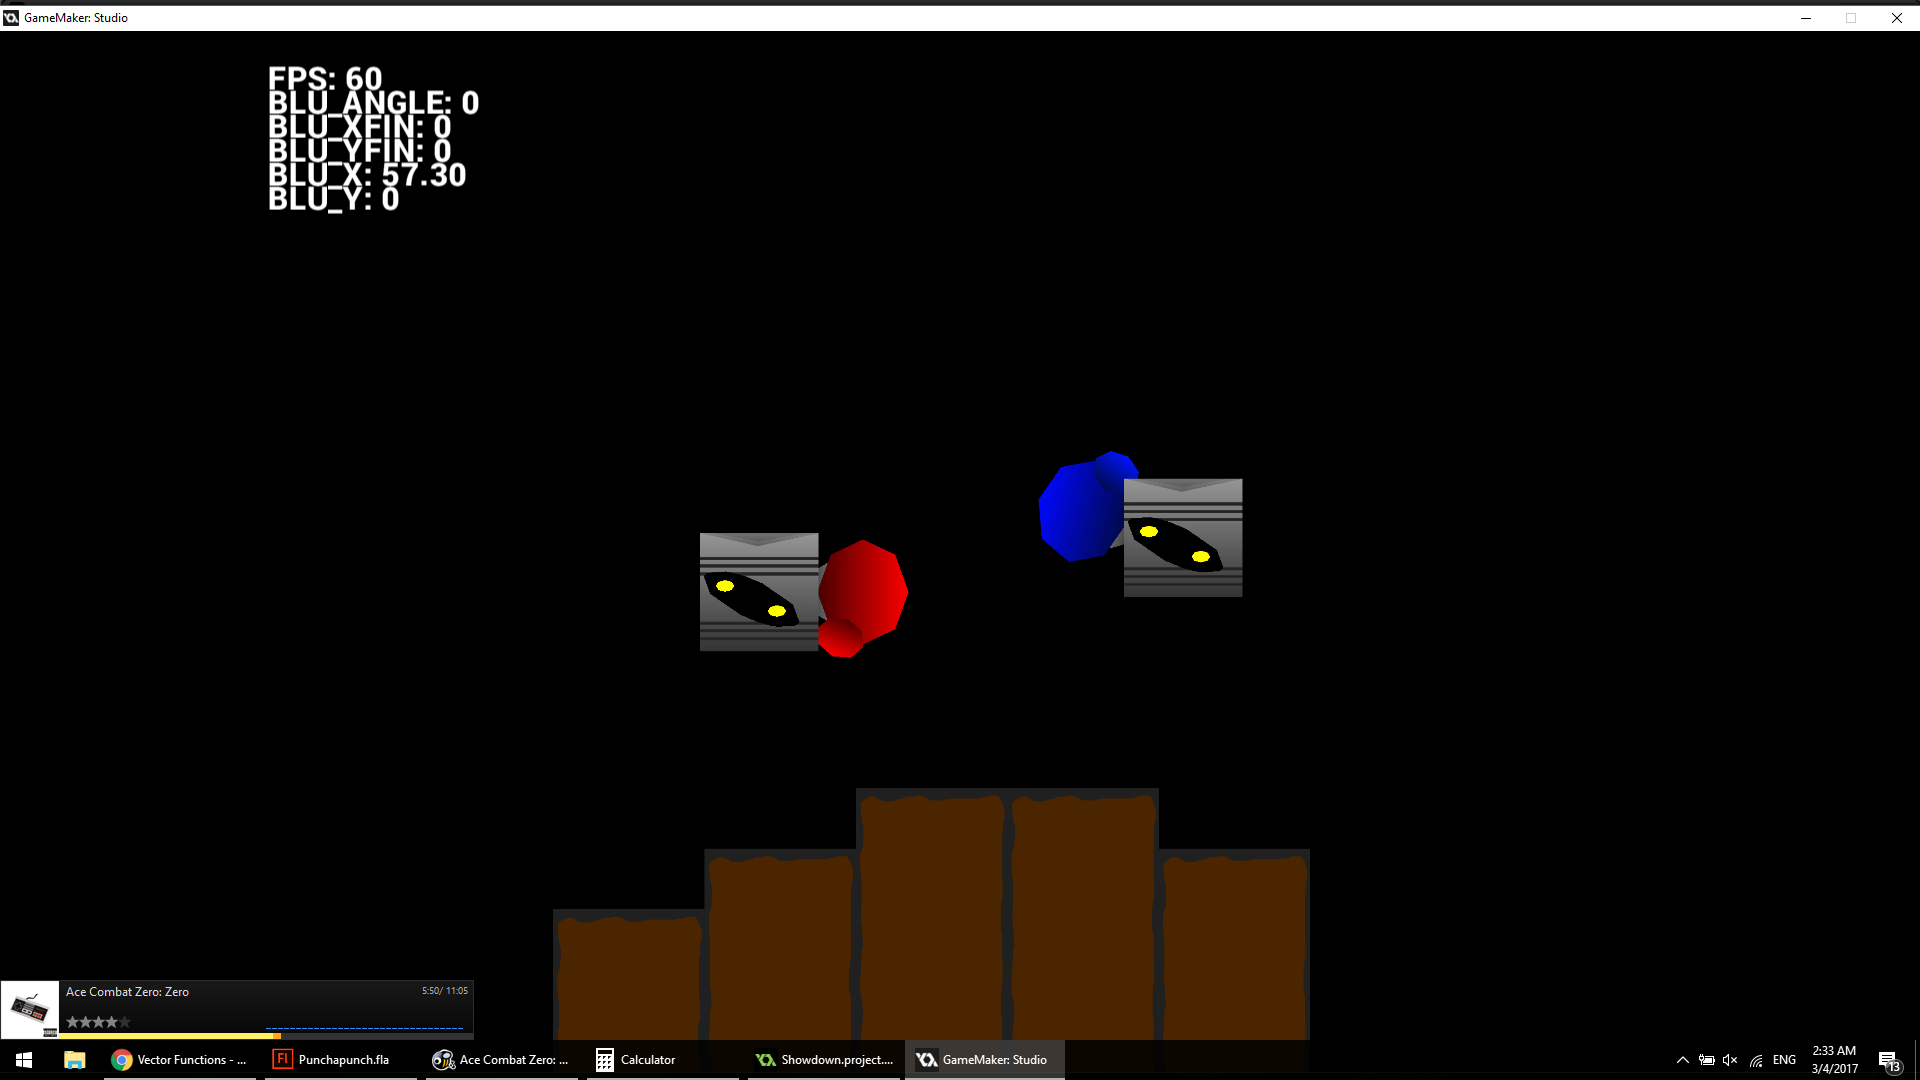 GameMaker: Studio
FPS: 60
BLU_ANGLE: 0
BLU_XFIN: 0
BLU_YFIN: 0
BLU_X: 57.30
BLU_Y: 0
Ace Combat Zero: Zero
5:50/ 11:05
Vector Functions - ...
Fl
Punchapunch.fla
Ace Combat Zero: ...
Calculator
Showdown.project....
GameMaker: Studio
ENG
2:33 AM
3/4/2017
13